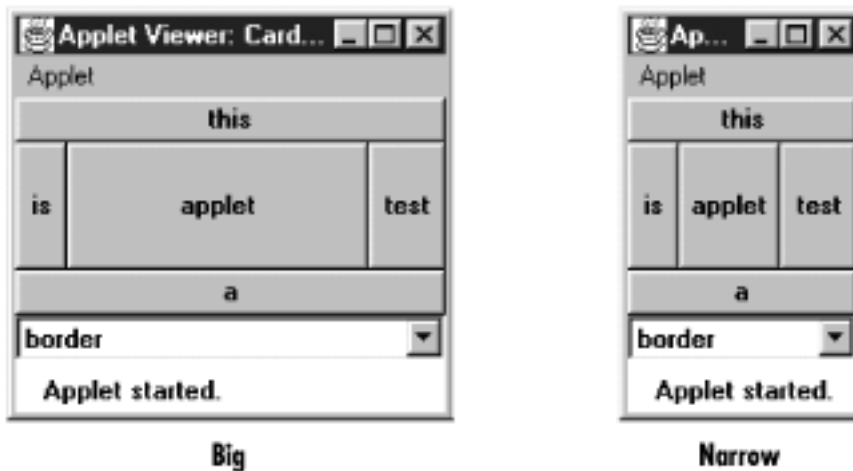 Applet Viewer: Card...
Applet
this
is applet test
a
border
Applet started.
Big
Ap...
Applet
this
is applet test
a
border
Applet started.
Narrow